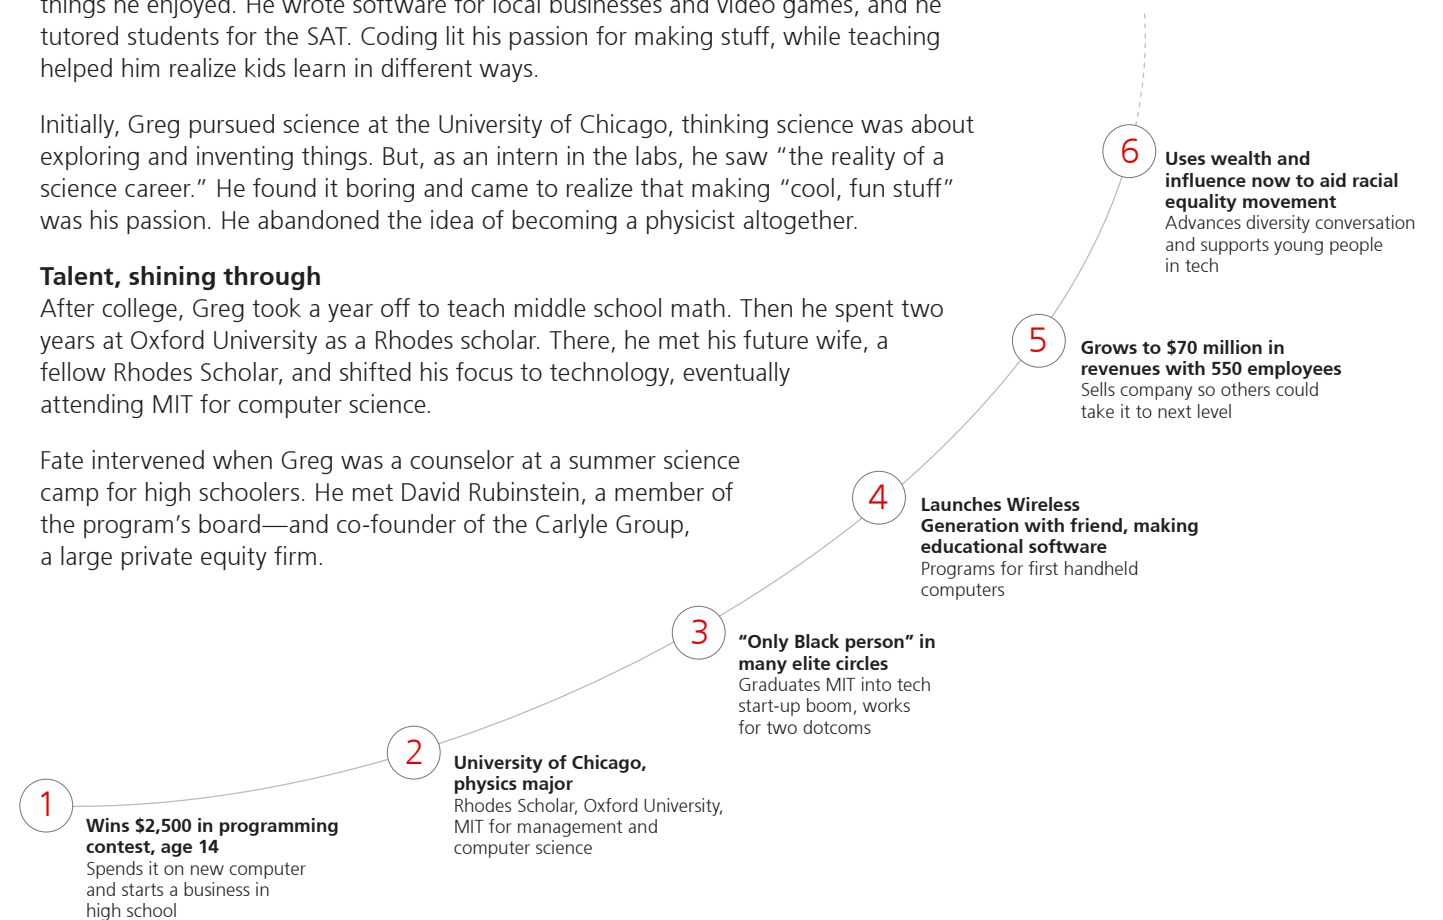 things he enjoyed. He wrote software for local businesses and video games, and he
tutored students for the SAT. Coding lit his passion for making stuff, while teaching
helped him realize kids learn in different ways.
Initially, Greg pursued science at the University of Chicago, thinking science was about
exploring and inventing things. But, as an intern in the labs, he saw “the reality of a
science career.” He found it boring and came to realize that making “cool, fun stuff”
was his passion. He abandoned the idea of becoming a physicist altogether.
Talent, shining through
After college, Greg took a year off to teach middle school math. Then he spent two
years at Oxford University as a Rhodes scholar. There, he met his future wife, a
fellow Rhodes Scholar, and shifted his focus to technology, eventually
attending MIT for computer science.
Fate intervened when Greg was a counselor at a summer science
camp for high schoolers. He met David Rubinstein, a member of
the program’s board—and co-founder of the Carlyle Group,
a large private equity firm.
1
Wins $2,500 in programming
contest, age 14
Spends it on new computer
and starts a business in
high school
2
University of Chicago,
physics major
Rhodes Scholar, Oxford University,
MIT for management and
computer science
3
“Only Black person” in
many elite circles
Graduates MIT into tech
start-up boom, works
for two dotcoms
4
Launches Wireless
Generation with friend, making
educational software
Programs for first handheld
computers
5
Grows to $70 million in
revenues with 550 employees
Sells company so others could
take it to next level
6
Uses wealth and
influence now to aid racial
equality movement
Advances diversity conversation
and supports young people
in tech